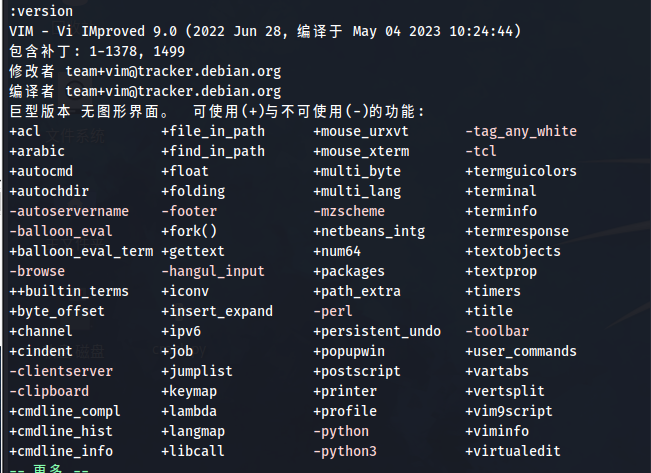 :version
VIM - Vi IMproved 9.0 (2022 Jun 28, 编译于 May 04 2023 10:24:44)
包含补丁: 1-1378, 1499
修改者 team+vim@tracker.debian.org
编译者 team+vim@tracker.debian.org
巨型版本 无图形界面。 可使用(+)与不可使用(-)的功能:
+acl +file_in_path +mouse_urxvt -tag_any_white
+arabic +find_in_path +mouse_xterm -tcl
+autocmd +float +multi_byte +termguicolors
+autochdir +folding +multi_lang +terminal
-autoservername -footer -mzscheme +terminfo
-balloon_eval +fork() +netbeans_intg +termresponse
+balloon_eval_term +gettext +num64 +textobjects
-browse -hangul_input +packages +textprop
++builtin_terms +iconv +path_extra +timers
+byte_offset +insert_expand -perl +title
+channel +ipv6 +persistent_undo -toolbar
+cindent +job +popupwin +user_commands
-clientserver +jumplist +postscript +vartabs
-clipboard +keymap +printer +vertsplit
+cmdline_compl +lambda +profile +vim9script
+cmdline_hist +langmap -python +viminfo
+cmdline_info +libcall -python3 +virtualedit
-- 更多 --